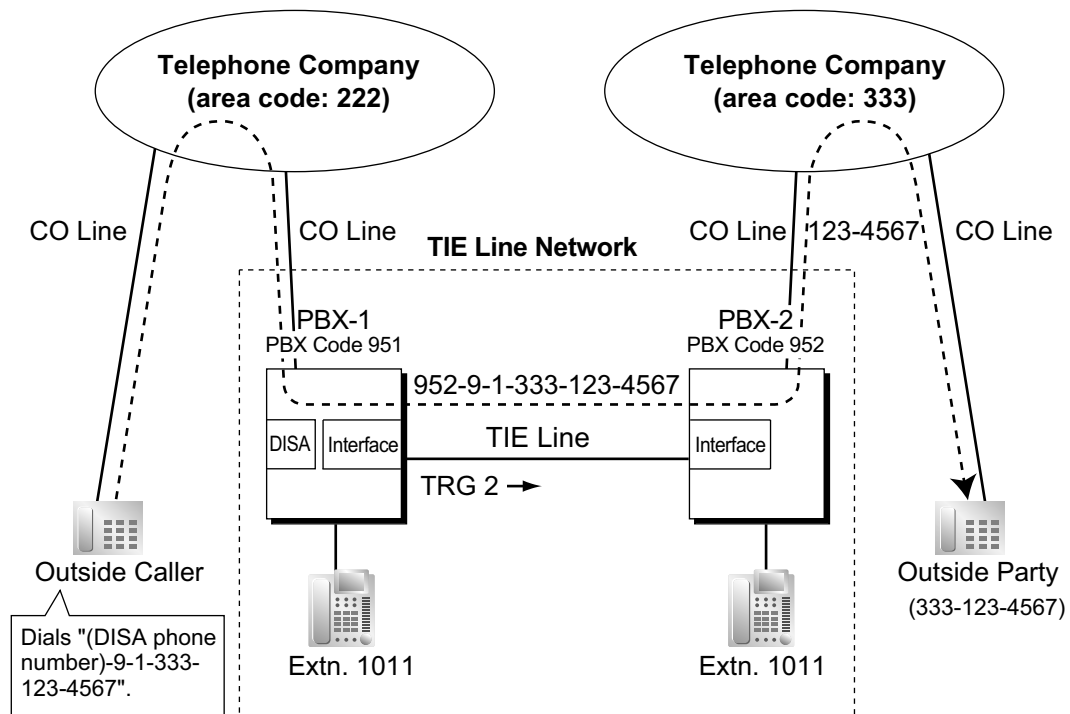 Telephone Company
(area code: 222)
Telephone Company
(area code: 333)
CO Line
CO Line
CO Line
123-4567
CO Line
TIE Line Network
PBX-1
PBX Code 951
PBX-2
PBX Code 952
952-9-1-333-123-4567
DISA
Interface
TIE Line
Interface
TRG 2
Outside Caller
Outside Party
(333-123-4567)
Dials "(DISA phone
number)-9-1-333-
123-4567".
Extn. 1011
Extn. 1011